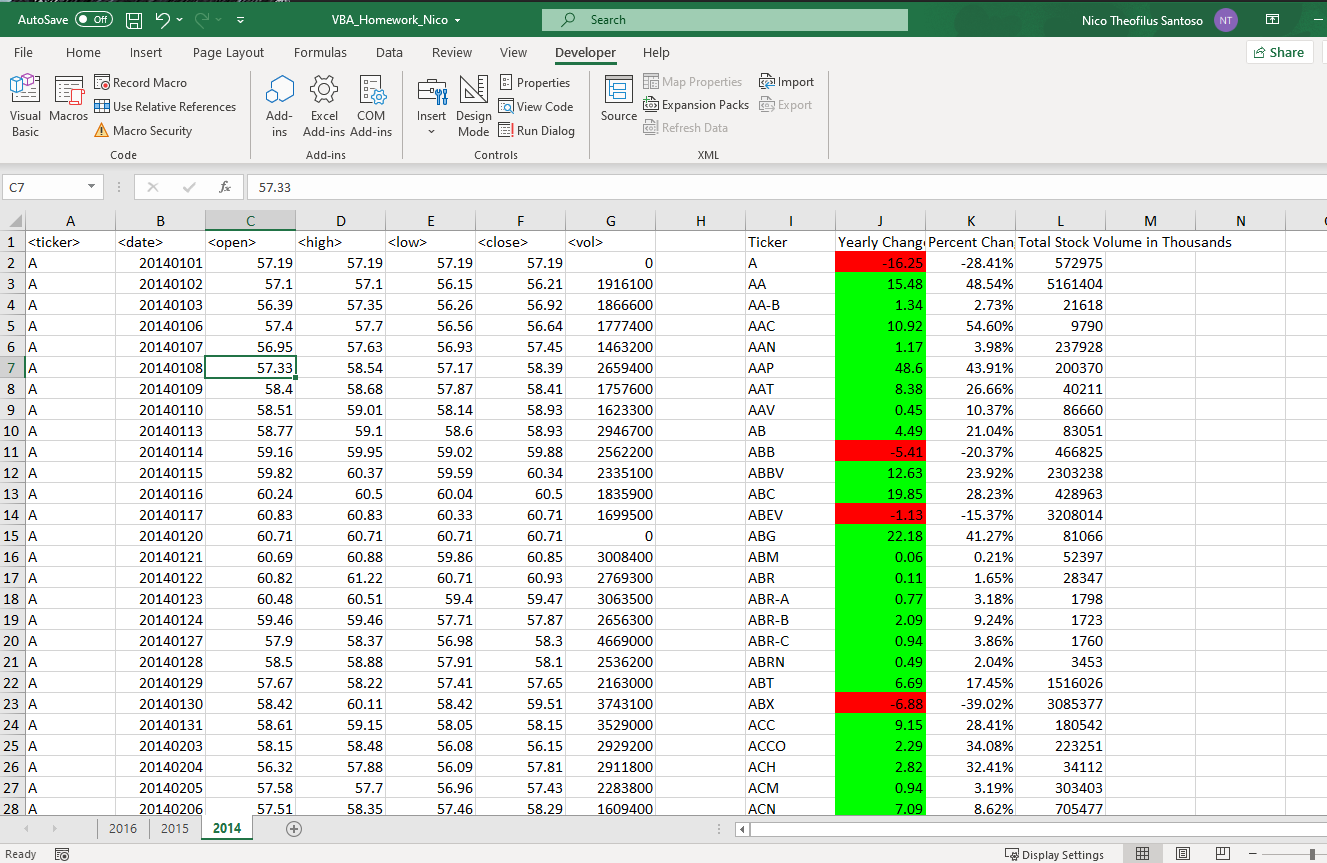 AutoSave Off VBA_Homework_Nico Search Nico Theofilus Santoso NT
File Home Insert Page Layout Formulas Data Review View Developer Help Share
Visual Basic Macros Record Macro Use Relative References Macro Security Code
Add-ins Excel Add-ins COM Add-ins Add-ins
Insert Design Mode Properties View Code Run Dialog Controls
Source Map Properties Expansion Packs Refresh Data Import Export XML
C7 fx 57.33
A B C D E F G H I J K L M N
1 <ticker> <date> <open> <high> <low> <close> <vol> Ticker Yearly Chang Percent Chan Total Stock Volume in Thousands
2 A 20140101 57.19 57.19 57.19 57.19 0 A -16.25 -28.41% 572975
3 A 20140102 57.1 57.1 56.15 56.21 1916100 AA 15.48 48.54% 5161404
4 A 20140103 56.39 57.35 56.26 56.92 1866600 AA-B 1.34 2.73% 21618
5 A 20140106 57.4 57.7 56.56 56.64 1777400 AAC 10.92 54.60% 9790
6 A 20140107 56.95 57.63 56.93 57.45 1463200 AAN 1.17 3.98% 237928
7 A 20140108 57.33 58.54 57.17 58.39 2659400 AAP 48.6 43.91% 200370
8 A 20140109 58.4 58.68 57.87 58.41 1757600 AAT 8.38 26.66% 40211
9 A 20140110 58.51 59.01 58.14 58.93 1623300 AAV 0.45 10.37% 86660
10 A 20140113 58.77 59.1 58.6 58.93 2946700 AB 4.49 21.04% 83051
11 A 20140114 59.16 59.95 59.02 59.88 2562200 ABB -5.41 -20.37% 466825
12 A 20140115 59.82 60.37 59.59 60.34 2335100 ABBV 12.63 23.92% 2303238
13 A 20140116 60.24 60.5 60.04 60.5 1835900 ABC 19.85 28.23% 428963
14 A 20140117 60.83 60.83 60.33 60.71 1699500 ABEV -1.13 -15.37% 3208014
15 A 20140120 60.71 60.71 60.71 60.71 0 ABG 22.18 41.27% 81066
16 A 20140121 60.69 60.88 59.86 60.85 3008400 ABM 0.06 0.21% 52397
17 A 20140122 60.82 61.22 60.71 60.93 2769300 ABR 0.11 1.65% 28347
18 A 20140123 60.48 60.51 59.4 59.47 3063500 ABR-A 0.77 3.18% 1798
19 A 20140124 59.46 59.46 57.71 57.87 2656300 ABR-B 2.09 9.24% 1723
20 A 20140127 57.9 58.37 56.98 58.3 4669000 ABR-C 0.94 3.86% 1760
21 A 20140128 58.5 58.88 57.91 58.1 2536200 ABRN 0.49 2.04% 3453
22 A 20140129 57.67 58.22 57.41 57.65 2163000 ABT 6.69 17.45% 1516026
23 A 20140130 58.42 60.11 58.42 59.51 3743100 ABX -6.88 -39.02% 3085377
24 A 20140131 58.61 59.15 58.05 58.15 3529000 ACC 9.15 28.41% 180542
25 A 20140203 58.15 58.48 56.08 56.15 2929200 ACCO 2.29 34.08% 223251
26 A 20140204 56.32 57.88 56.09 57.81 2911800 ACH 2.82 32.41% 34112
27 A 20140205 57.58 57.7 56.96 57.43 2283800 ACM 0.94 3.19% 303403
28 A 20140206 57.51 58.35 57.46 58.29 1609400 ACN 7.09 8.62% 705477
2016 2015 2014
Ready Display Settings